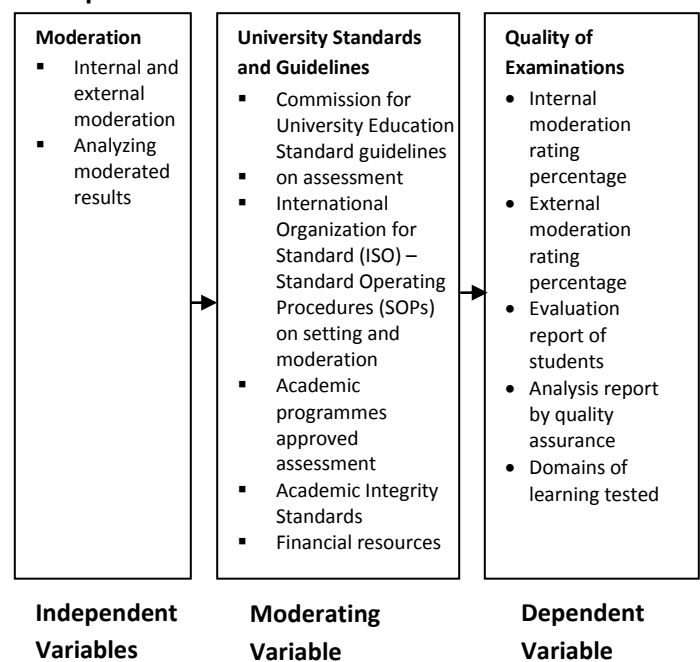 Moderation
▪ Internal and
external
moderation
▪ Analyzing
moderated
results
University Standards
and Guidelines
▪ Commission for
University Education
Standard guidelines
▪ on assessment
▪ International
Organization for
Standard (ISO) –
Standard Operating
Procedures (SOPs)
on setting and
moderation
▪ Academic
programmes
approved
assessment
▪ Academic Integrity
Standards
▪ Financial resources
Quality of
Examinations
• Internal
moderation
rating
percentage
• External
moderation
rating
percentage
• Evaluation
report of
students
• Analysis report
by quality
assurance
• Domains of
learning tested
Independent
Variables
Moderating
Variable
Dependent
Variable